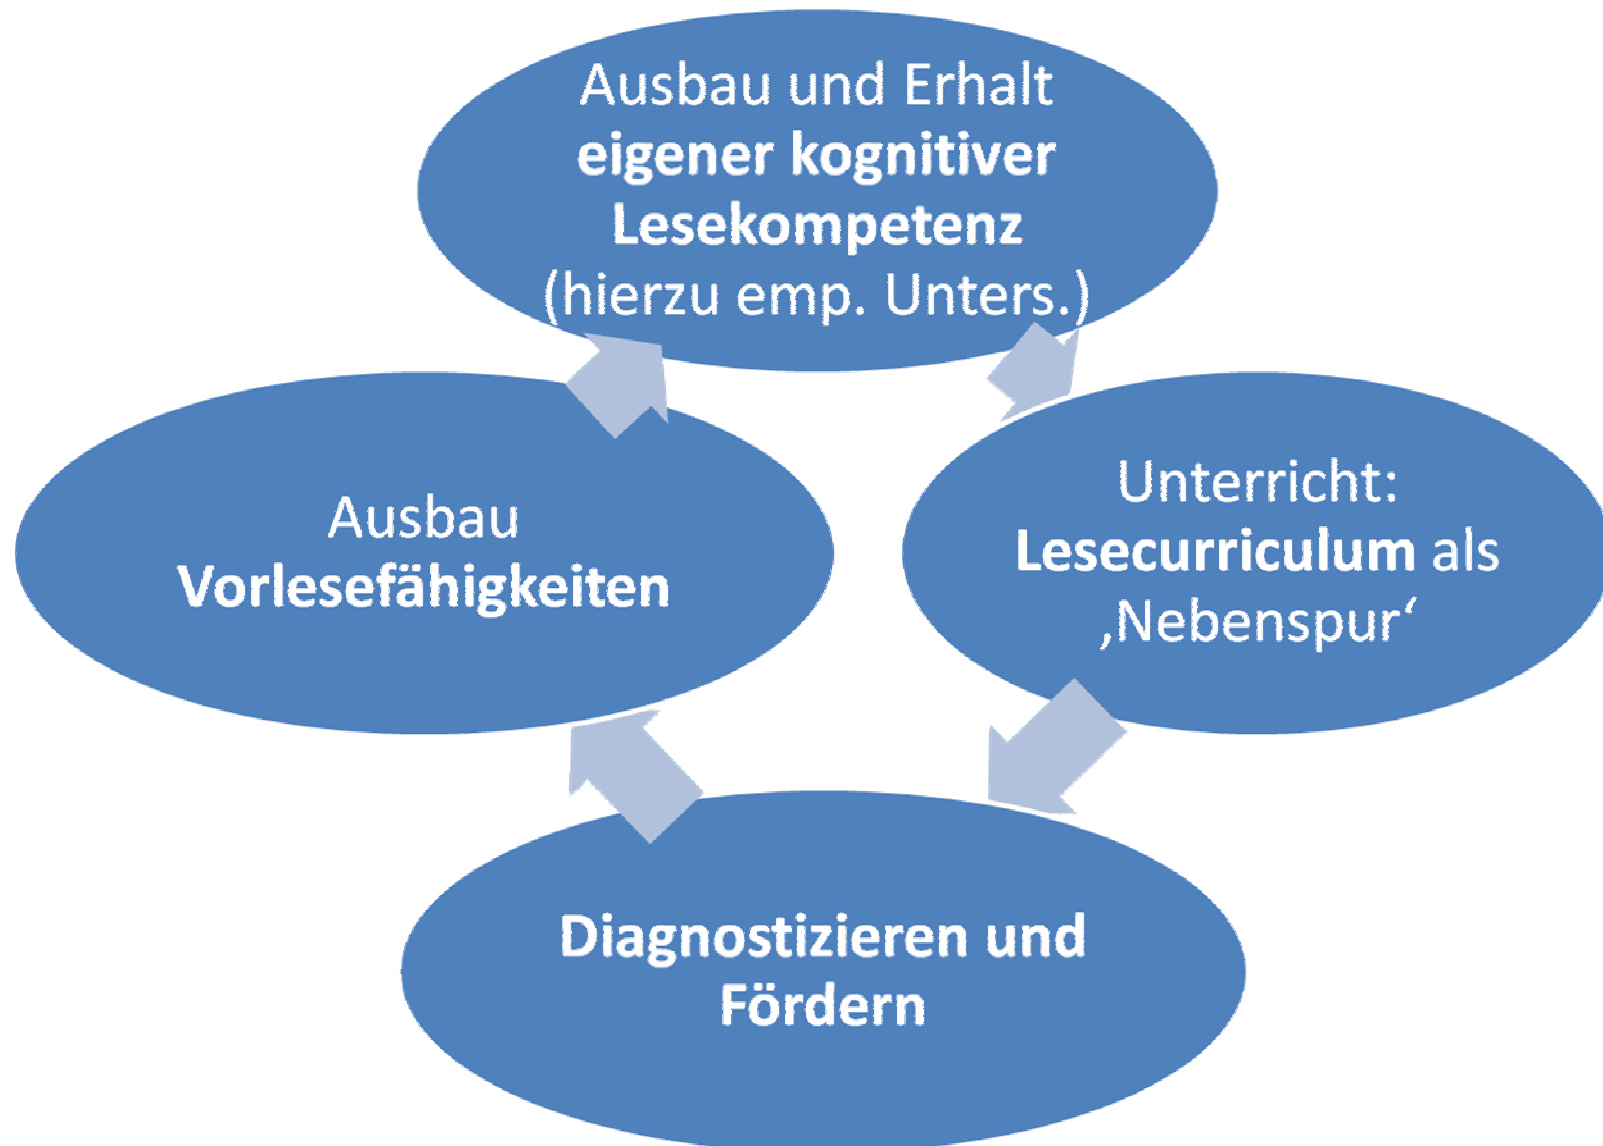 Ausbau und Erhalt
eigener kognitiver
Lesekompetenz
(hierzu emp. Unters.)
Unterricht:
Lesecurriculum als
‚Nebenspur‘
Diagnostizieren und
Fördern
Ausbau
Vorlesefähigkeiten